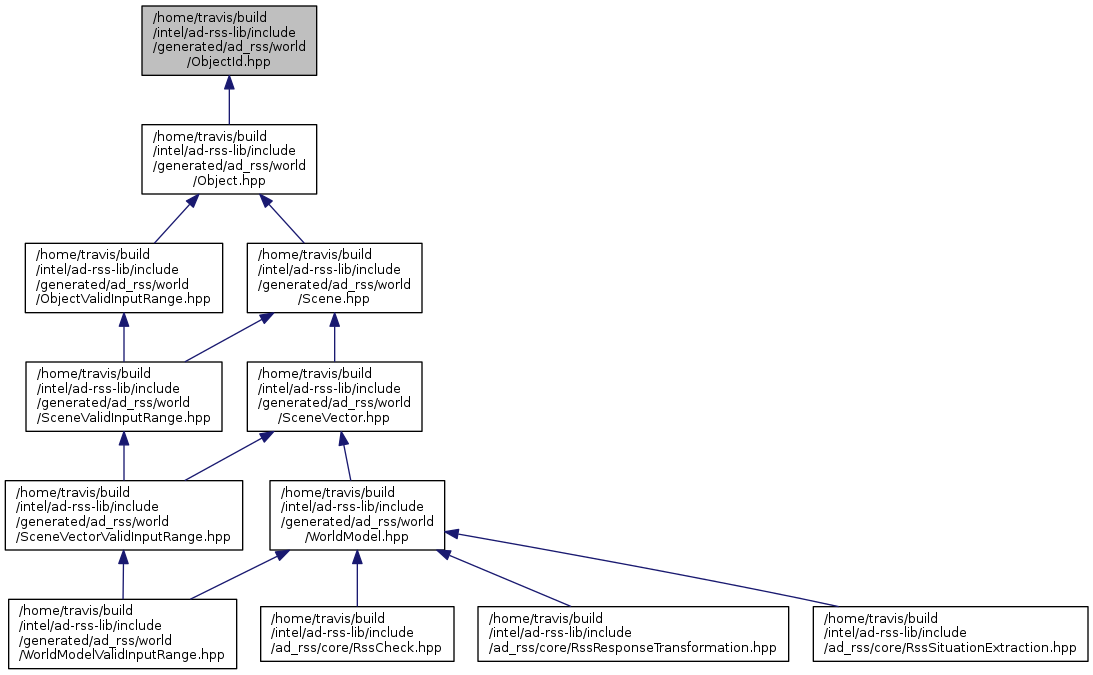 /home/travis/build
/intel/ad-rss-lib/include
/generated/ad_rss/world
/ObjectId.hpp
/home/travis/build
/intel/ad-rss-lib/include
/generated/ad_rss/world
/Object.hpp
/home/travis/build
/intel/ad-rss-lib/include
/generated/ad_rss/world
/ObjectValidInputRange.hpp
/home/travis/build
/intel/ad-rss-lib/include
/generated/ad_rss/world
/Scene.hpp
/home/travis/build
/intel/ad-rss-lib/include
/generated/ad_rss/world
/SceneValidInputRange.hpp
/home/travis/build
/intel/ad-rss-lib/include
/generated/ad_rss/world
/SceneVector.hpp
/home/travis/build
/intel/ad-rss-lib/include
/generated/ad_rss/world
/SceneVectorValidInputRange.hpp
/home/travis/build
/intel/ad-rss-lib/include
/generated/ad_rss/world
/WorldModel.hpp
/home/travis/build
/intel/ad-rss-lib/include
/generated/ad_rss/world
/WorldModelValidInputRange.hpp
/home/travis/build
/intel/ad-rss-lib/include
/ad_rss/core/RssCheck.hpp
/home/travis/build
/intel/ad-rss-lib/include
/ad_rss/core/RssResponseTransformation.hpp
/home/travis/build
/intel/ad-rss-lib/include
/ad_rss/core/RssSituationExtraction.hpp